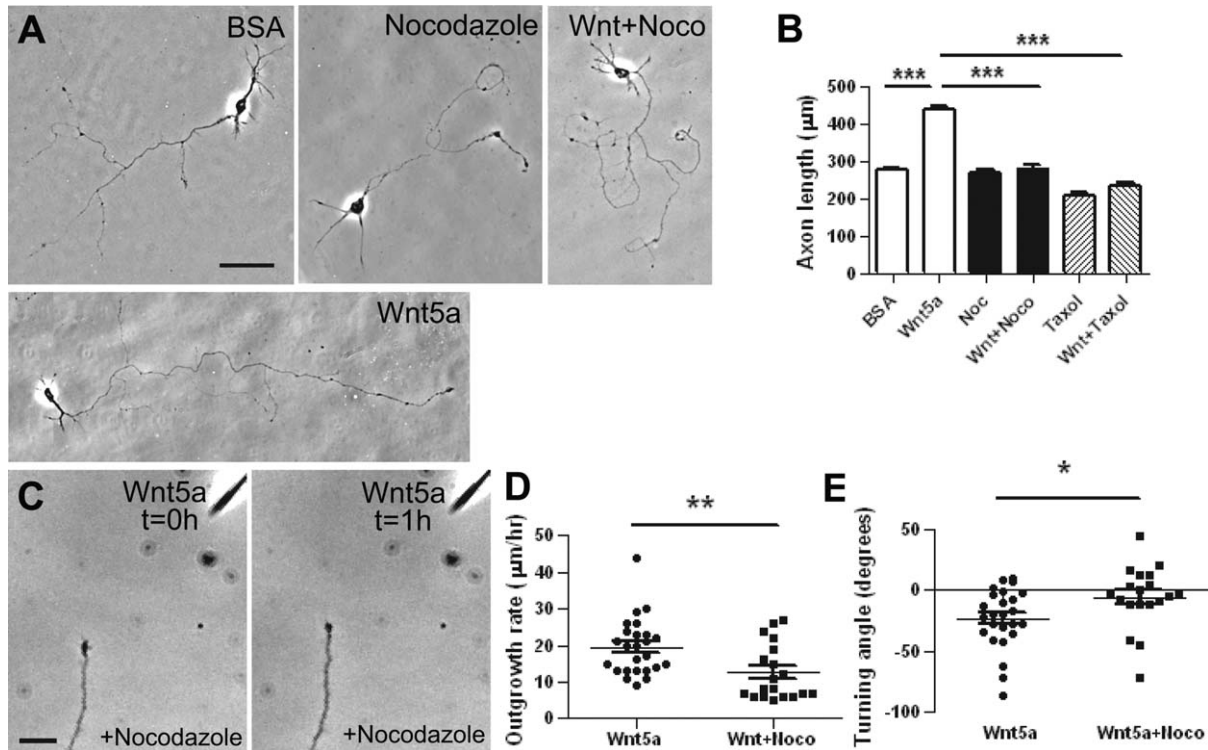 A
BSA
Nocodazole
Wnt+Noco
Wnt5a
B
***
***
***
Axon length (μm)
500
400
300
200
100
0
BSA
Wnt5a
Noc
Wnt+Noco
Taxol
Wnt+Taxol
C
Wnt5a
t=0h
+Nocodazole
Wnt5a
t=1h
+Nocodazole
D
**
Outgrowth rate (μm/hr)
50
40
30
20
10
0
Wnt5a
Wnt+Noco
E
*
Turning angle (degrees)
50
0
-50
-100
Wnt5a
Wnt5a+Noco